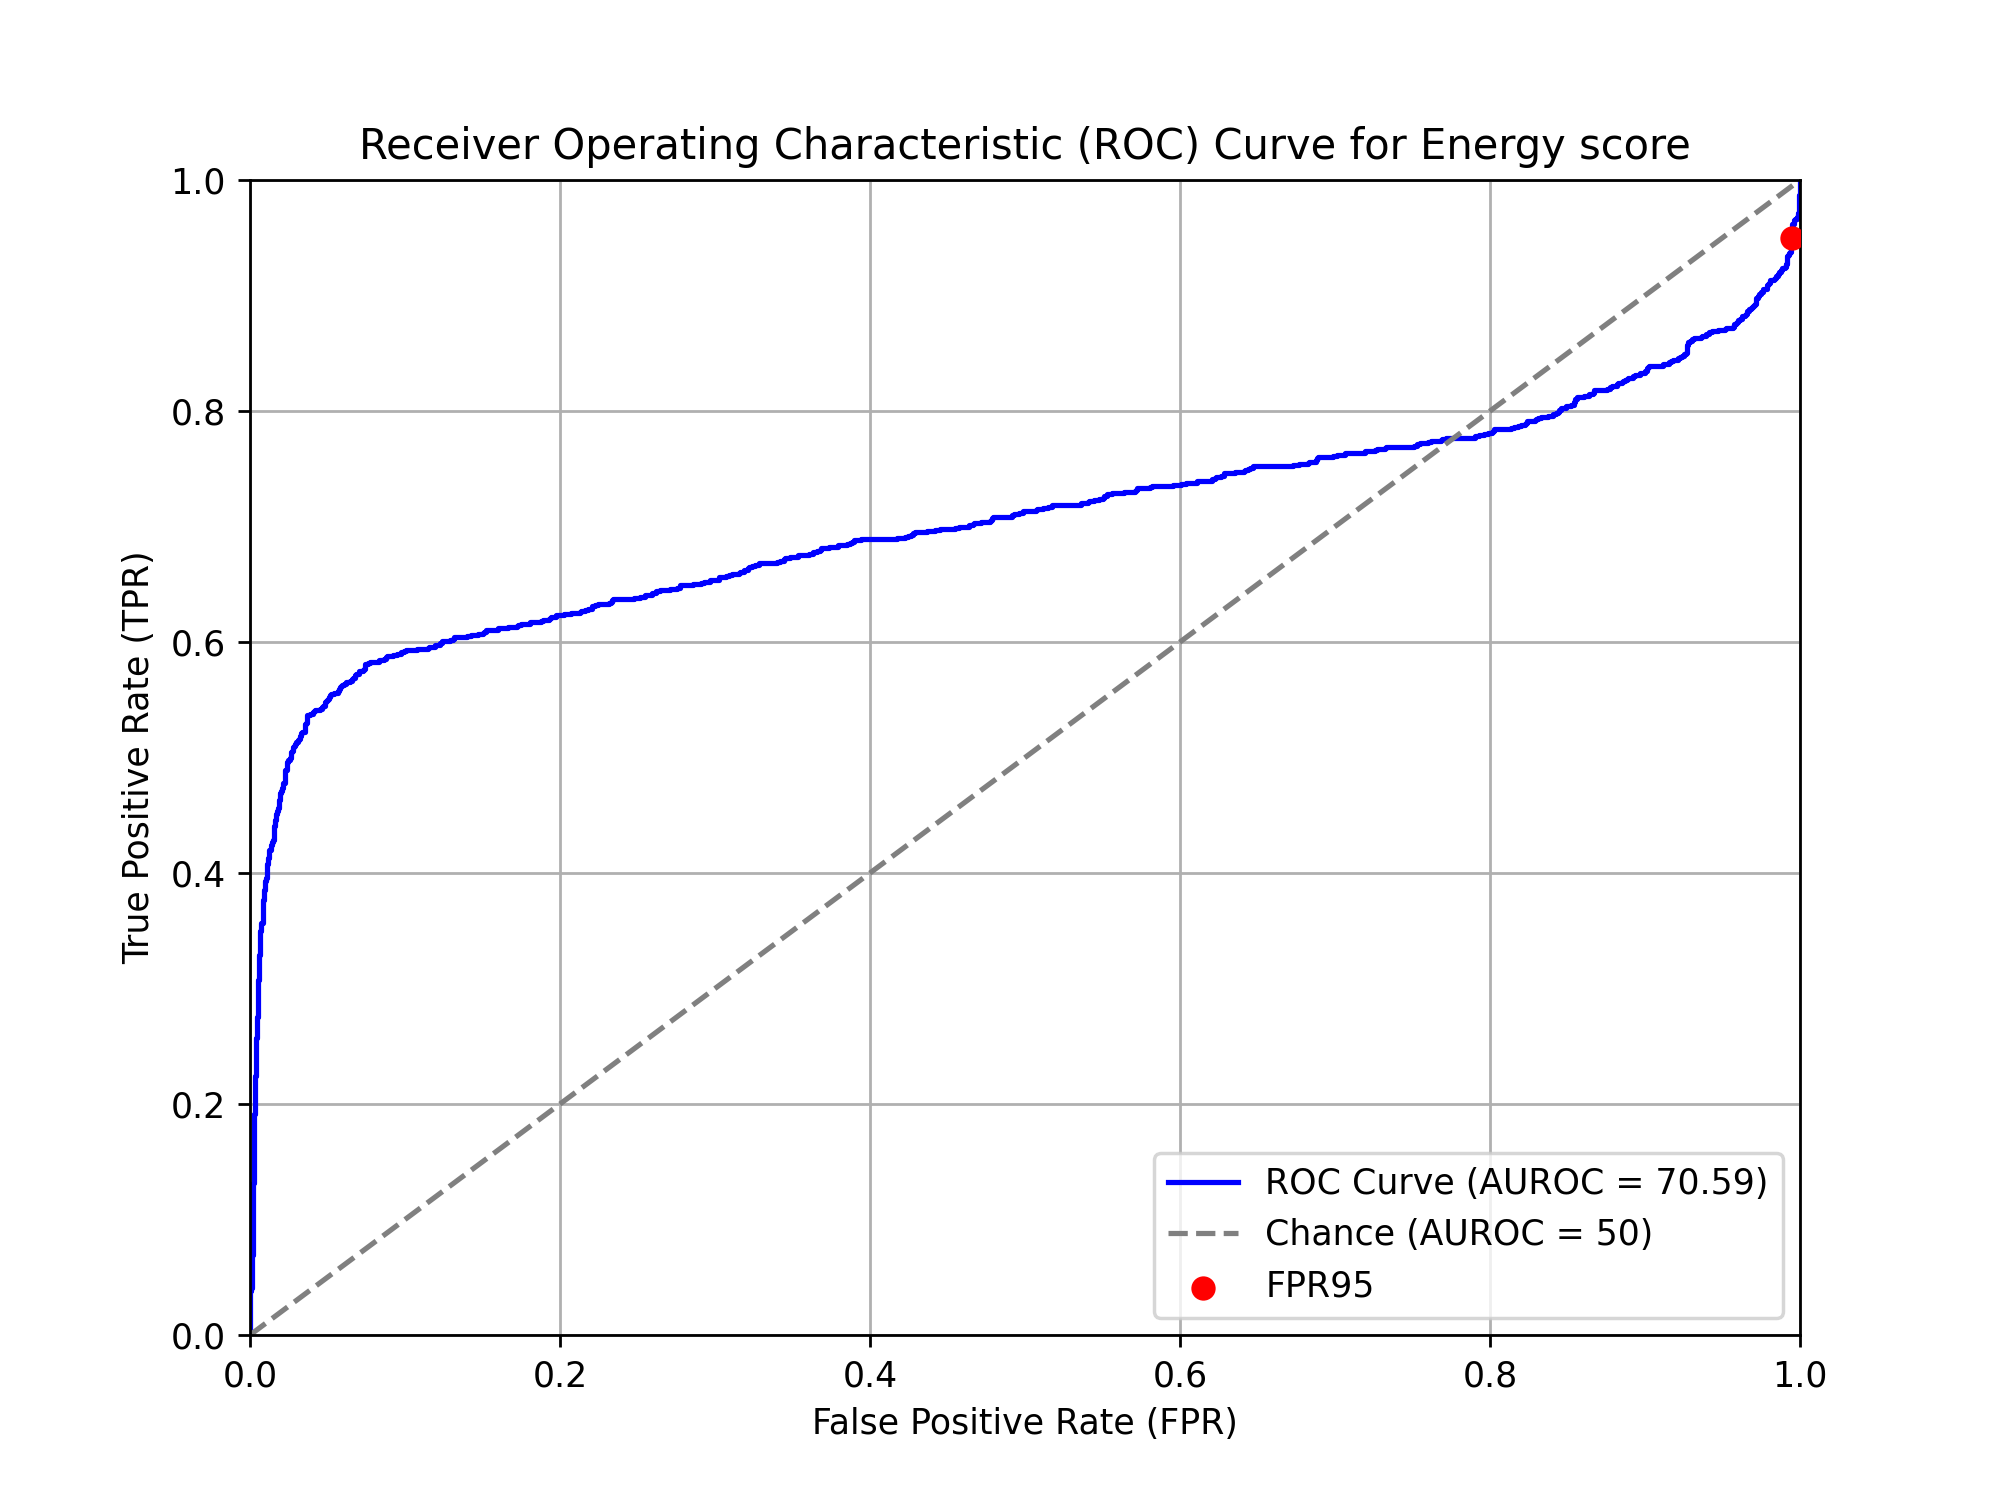 Receiver Operating Characteristic (ROC) Curve for Energy score
1.0
0.8
0.6
0.4
0.2
0.0
True Positive Rate (TPR)
0.0 0.2 0.4 0.6 0.8 1.0
False Positive Rate (FPR)
ROC Curve (AUROC = 70.59)
Chance (AUROC = 50)
FPR95